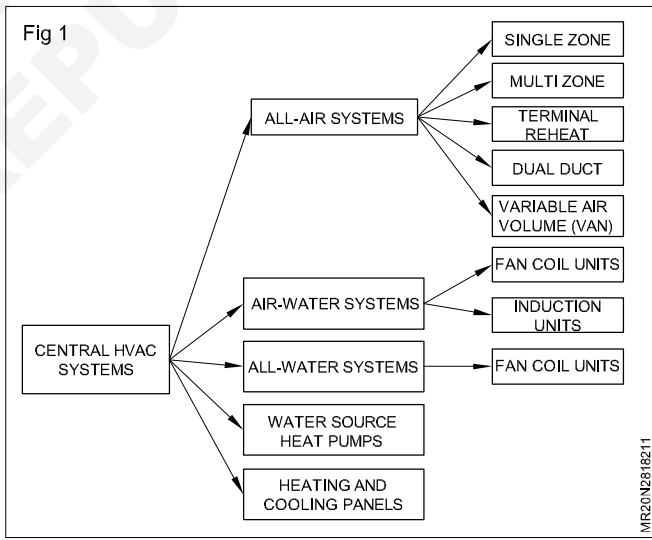 Fig 1
SINGLE ZONE
MULTI ZONE
ALL-AIR SYSTEMS
TERMINAL
REHEAT
DUAL DUCT
VARIABLE AIR
VOLUME (VAN)
FAN COIL UNITS
AIR-WATER SYSTEMS
INDUCTION
UNITS
CENTRAL HVAC
SYSTEMS
ALL-WATER SYSTEMS
FAN COIL UNITS
WATER SOURCE
HEAT PUMPS
HEATING AND
COOLING PANELS
MR20N2818211
REPU